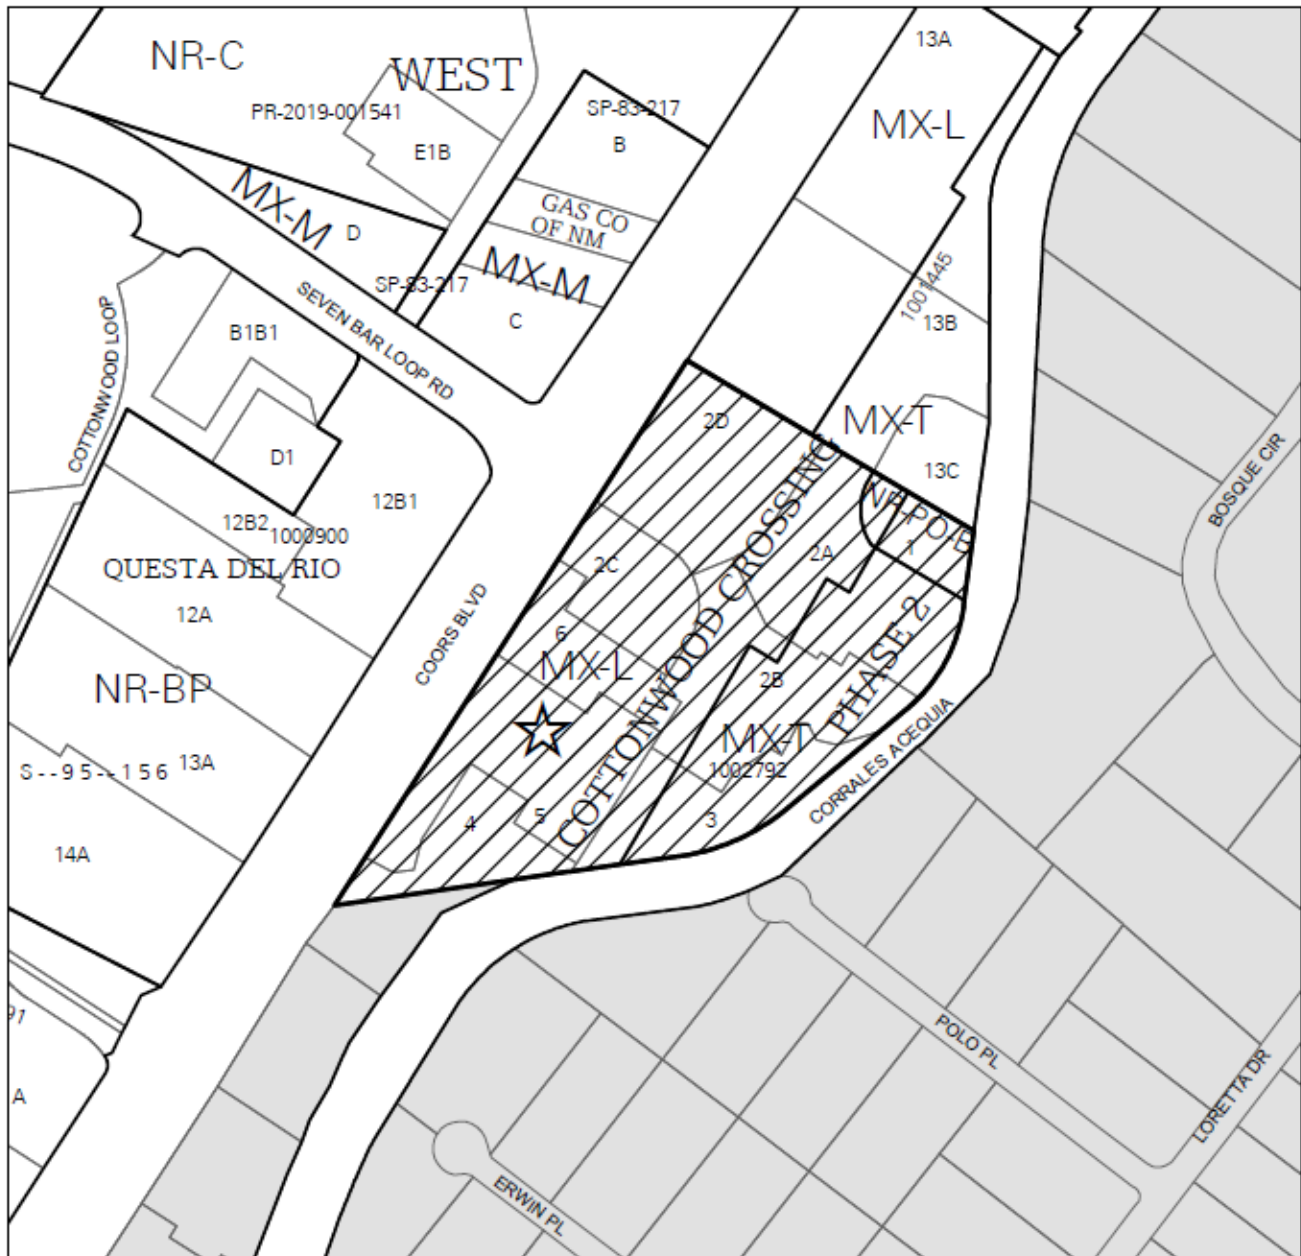 NR-C
WEST
PR-2019-001541
E1B
SP-83-217
B
13A
MX-L
GAS CO
OF NM
MX-M
D
MX-M
SP-83-217
C
1001445
13B
SEVEN BAR LOOP RD
COTTONWOOD LOOP
B1B1
D1
12B1
12B2
1000900
QUESTA DEL RIO
12A
NR-BP
13A
S--95--156
14A
COORS BLVD
2D
MX-T
13C
NR-PO-B
1
2A
2C
COTTONWOOD CROSSING
PHASE 2
6
MX-L
2B
MX-T
1002792
4
5
3
CORRALES ACEQUIA
BOSQUE CIR
POLO PL
LORETTA DR
ERWIN PL
91
A